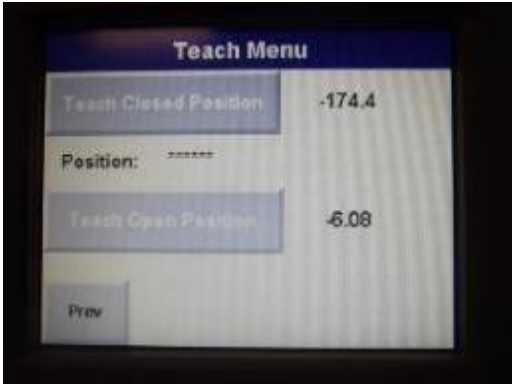 Teach Menu
Teach Closed Position -174.4
Position: ------
Teach Open Position -6.08
Prev